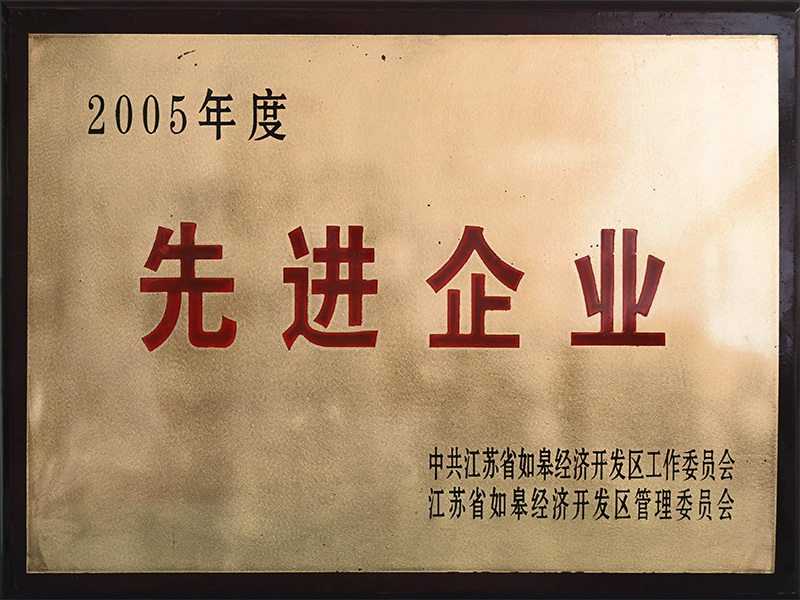 2005年度
先进企业
中共江苏省如皋经济开发区工作委员会
江苏省如皋经济开发区管理委员会